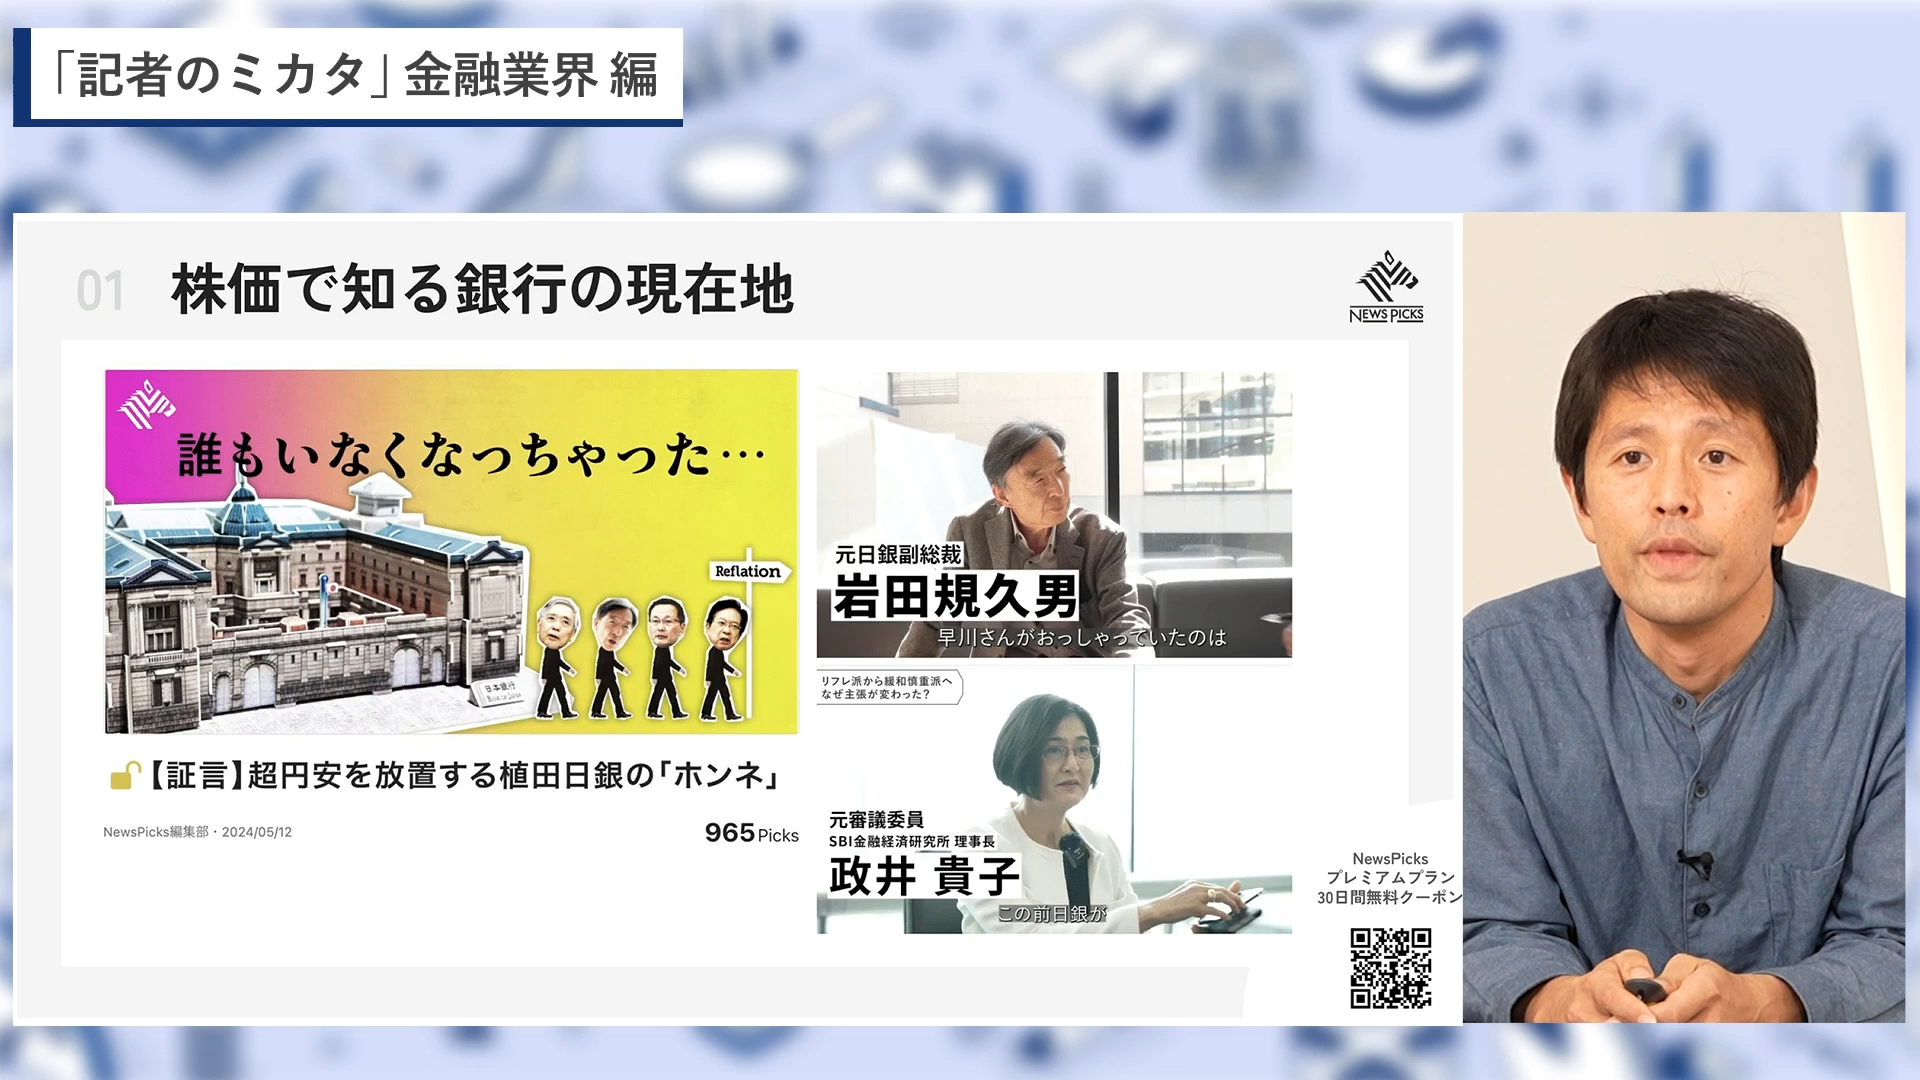 「記者のミカタ」金融業界 編
01 株価で知る銀行の現在地
NEWS PICKS
誰もいなくなっちゃった…
Reflation
日本銀行
BANK OF JAPAN
【証言】超円安を放置する植田日銀の「ホンネ」
NewsPicks編集部・2024/05/12
965 Picks
元日銀副総裁
岩田規久男
早川さんがおっしゃっていたのは
リフレ派から緩和慎重派へ
なぜ主張が変わった?
元審議委員
SBI金融経済研究所 理事長
政井 貴子
この前日銀が
NewsPicks
プレミアムプラン
30日間無料クーポン